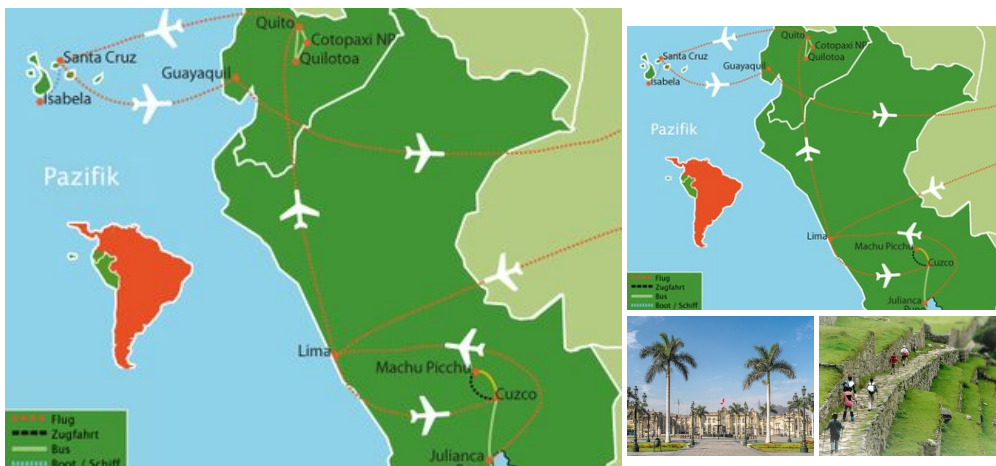 Quito
Cotopaxi NP
Santa Cruz
Quilotoa
Guayaquil
Isabela
Pazifik
Lima
Machu Picchu
Cuzco
Flug
Zugfahrt
Bus
Boot / Schiff
Julianca
Quito
Cotopaxi NP
Santa Cruz
Quilotoa
Guayaquil
Isabela
Pazifik
Lima
Machu Picchu
Cuzco
Flug
Zugfahrt
Bus
Boot / Schiff
Julianca